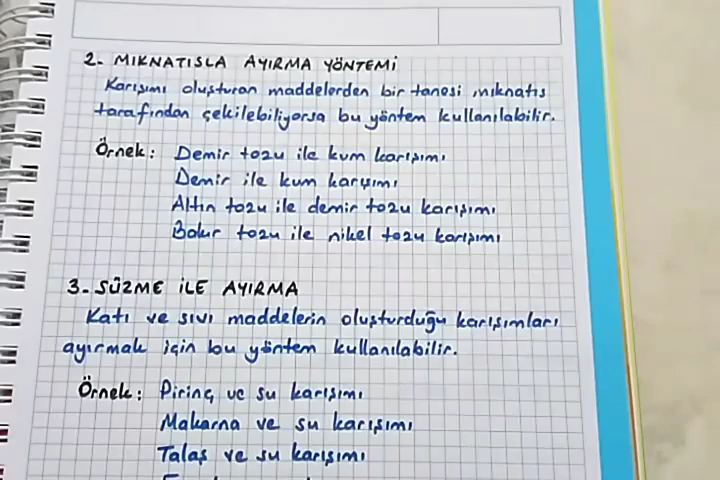 2- MIKNATISLA AYIRMA YÖNTEMİ
Karışımı oluşturan maddelerden bir tanesi mıknatıs
tarafından çekilebiliyorsa bu yöntem kullanılabilir.
Örnek: Demir tozu ile kum karışımı
Demir ile kum karışımı
Altın tozu ile demir tozu karışımı
Bakır tozu ile nikel tozu karışımı
3- SÜZME İLE AYIRMA
Katı ve sıvı maddelerin oluşturduğu karışımları
ayırmak için bu yöntem kullanılabilir.
Örnek: Pirinç ve su karışımı
Makarna ve su karışımı
Talaş ve su karışımı